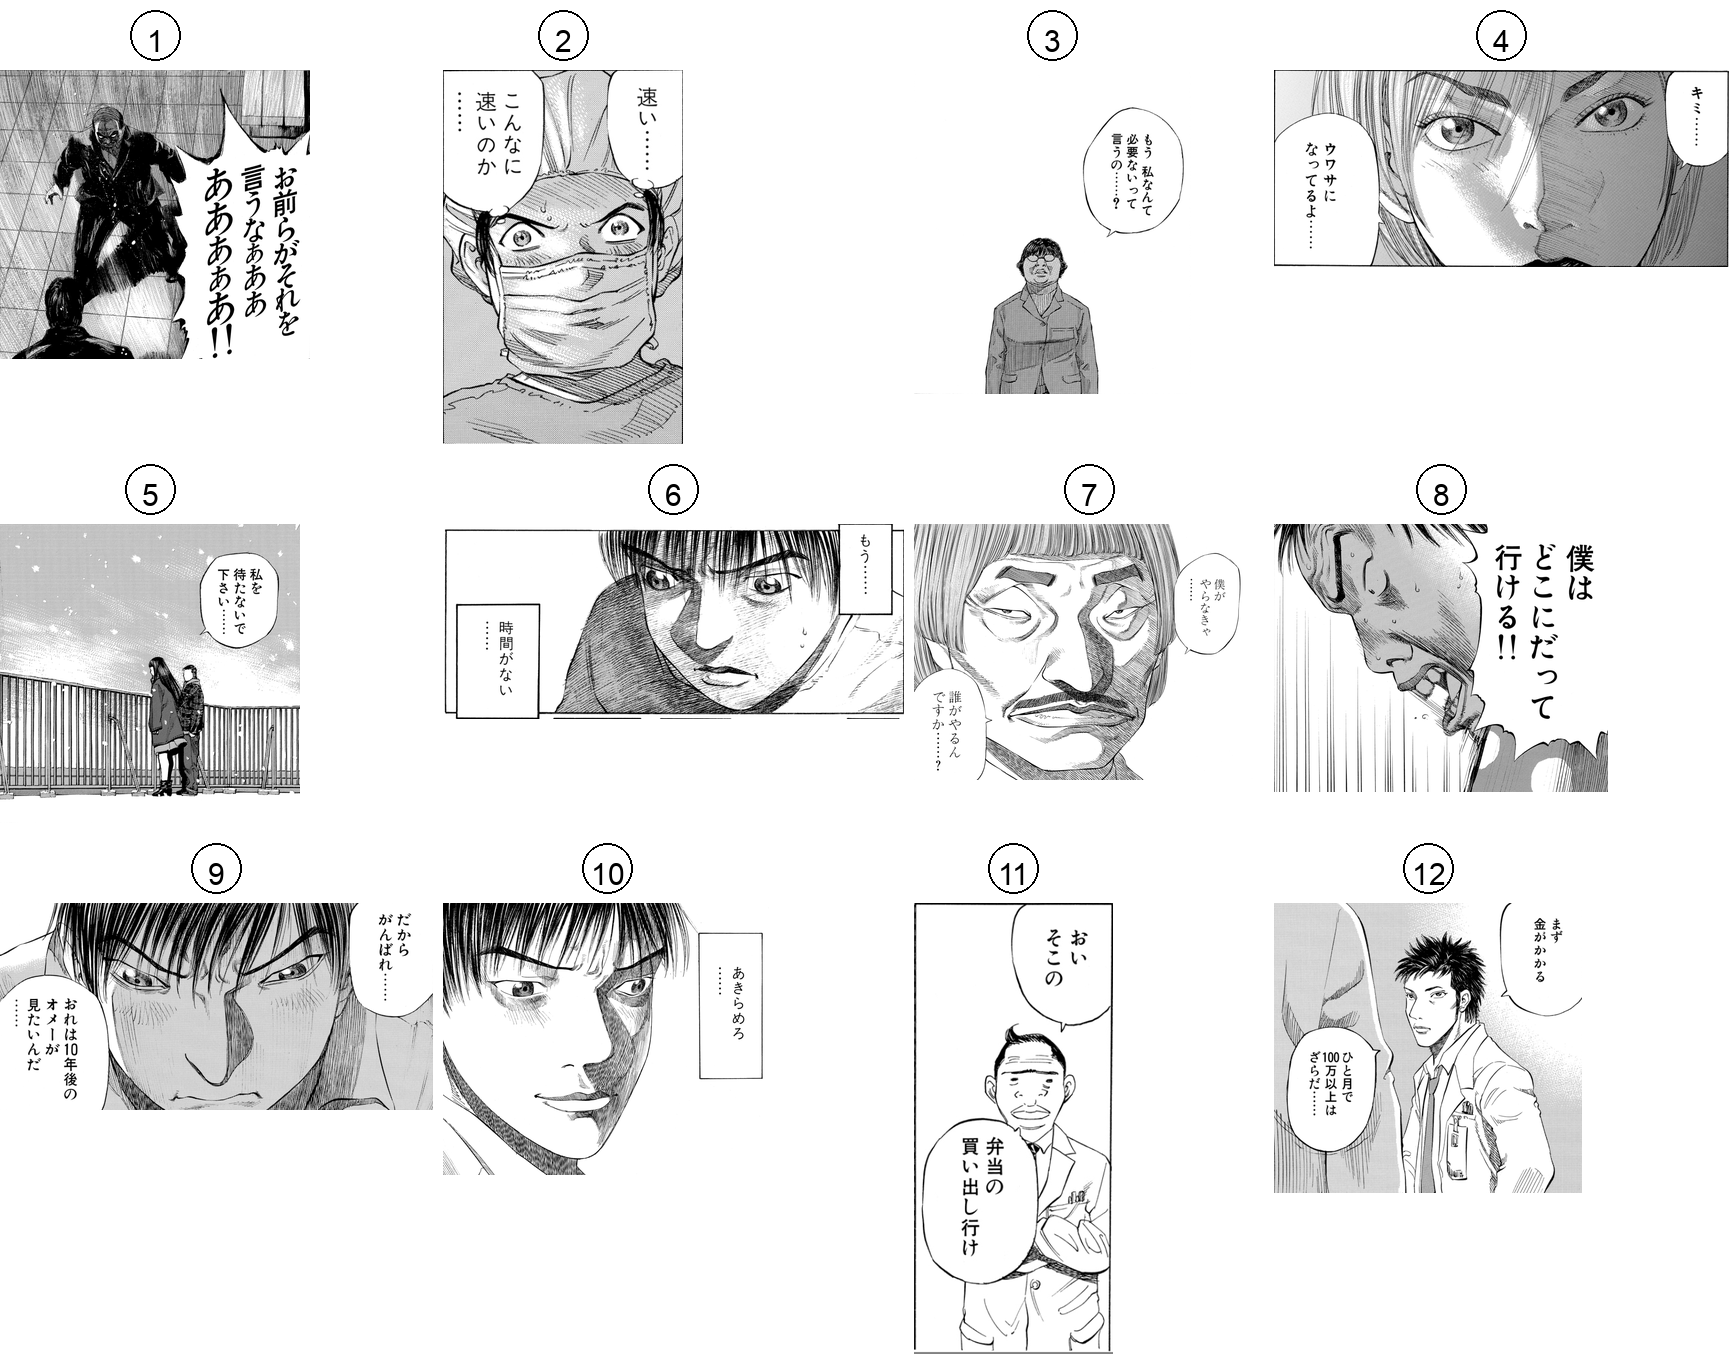 1
お前らがそれを
言うなぁああ
ああああぁあ!!
2
速い……
こんなに
速いのか
……
3
もう 私なんて
必要ないって
言うの……?
4
キミ……
ウワサに
なってるよ……
5
私を
待たないで
下さい……
6
もう……
時間がない
……
7
僕が
やらなきゃ
……
誰がやるん
ですか……?
8
僕は
どこにだって
行ける!!
9
だから
がんばれ……
おれは10年後の
オメーが
見たいんだ
……
10
あきらめろ
……
11
おい
そこの
弁当の
買い出し行け
12
まず
金がかかる
ひと月で
100万以上は
ざらだ……